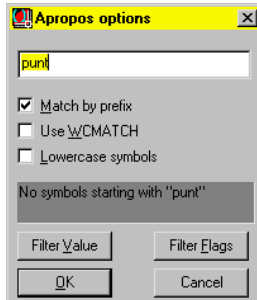 Apropos options
punt
Match by prefix
Use WCMATCH
Lowercase symbols
No symbols starting with "punt"
Filter Value
Filter Flags
OK
Cancel